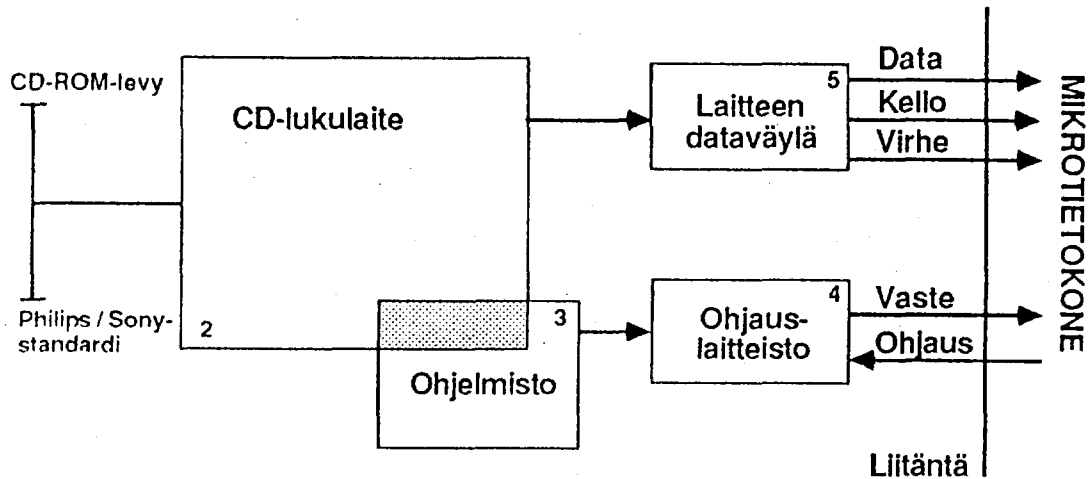 CD-ROM-levy
Philips / Sony-
standardi
CD-lukulaite
2
3
Ohjelmisto
5
Laitteen
dataväylä
4
Ohjaus-
laitteisto
Data
Kello
Virhe
Vaste
Ohjaus
Liitäntä
MIKROTIETOKONE